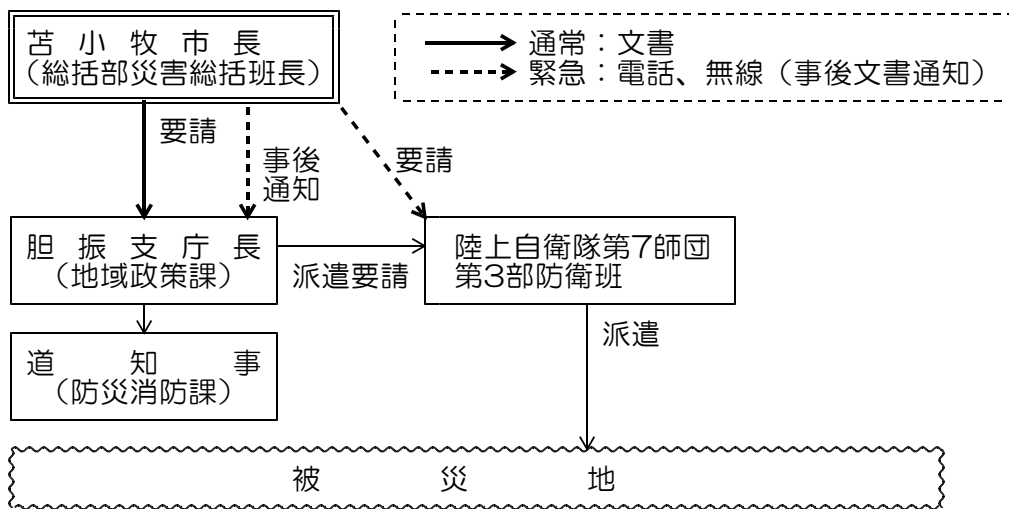 苫小牧市長
（総括部災害総括班長）
通常：文書
緊急：電話、無線（事後文書通知）
要請
事後
通知
要請
胆振支庁長
（地域政策課）
派遣要請
陸上自衛隊第7師団
第3部防衛班
道知事
（防災消防課）
派遣
被災地